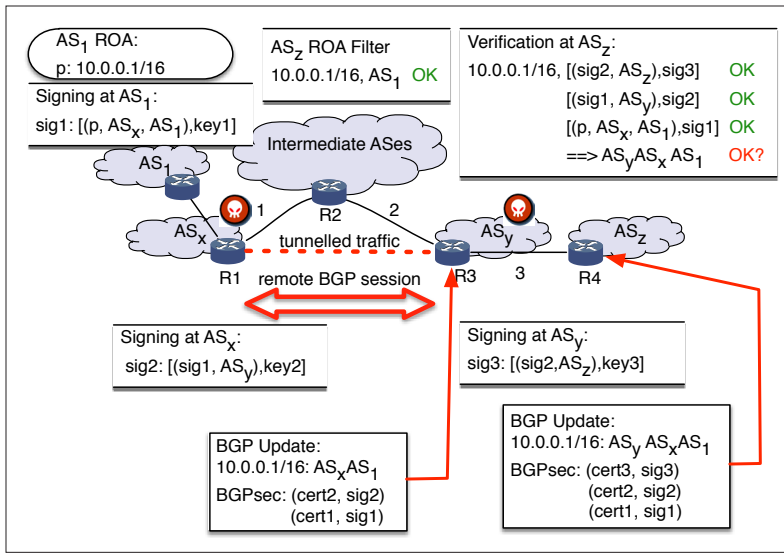 AS1 ROA:
p: 10.0.0.1/16
ASz ROA Filter
10.0.0.1/16, AS1 OK
Verification at ASz:
10.0.0.1/16, [(sig2, ASz),sig3] OK
[(sig1, ASy),sig2] OK
[(p, ASx, AS1),sig1] OK
==> ASyASx AS1 OK?
Signing at AS1:
sig1: [(p, ASx, AS1),key1]
Intermediate ASes
AS1
R2
1
2
ASx
ASy
ASz
tunnelled traffic
R1
R3
3
R4
remote BGP session
Signing at ASx:
sig2: [(sig1, ASy),key2]
Signing at ASy:
sig3: [(sig2,ASz),key3]
BGP Update:
10.0.0.1/16: ASxAS1
BGPsec: (cert2, sig2)
(cert1, sig1)
BGP Update:
10.0.0.1/16: ASy ASxAS1
BGPsec: (cert3, sig3)
(cert2, sig2)
(cert1, sig1)